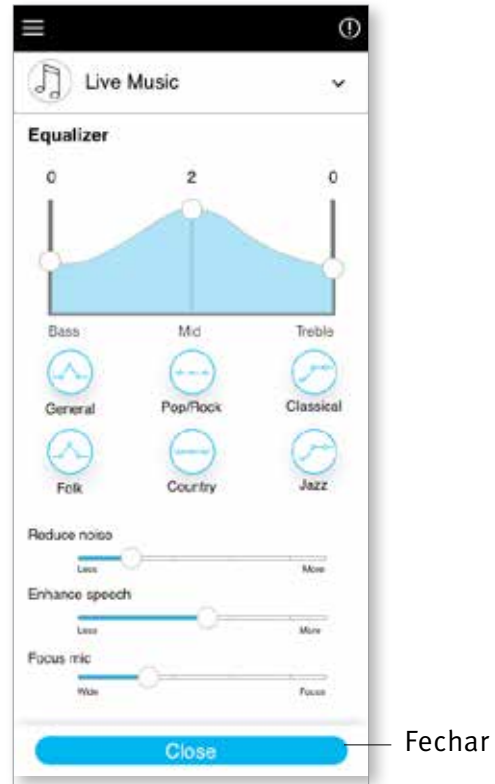 Live Music
Equalizer
0 2 0
Bass Mid Treble
General Pop/Rock Classical
Folk Country Jazz
Reduce noise
Less More
Enhance speech
Less More
Focus mic
Wide Focus
Close
Fechar